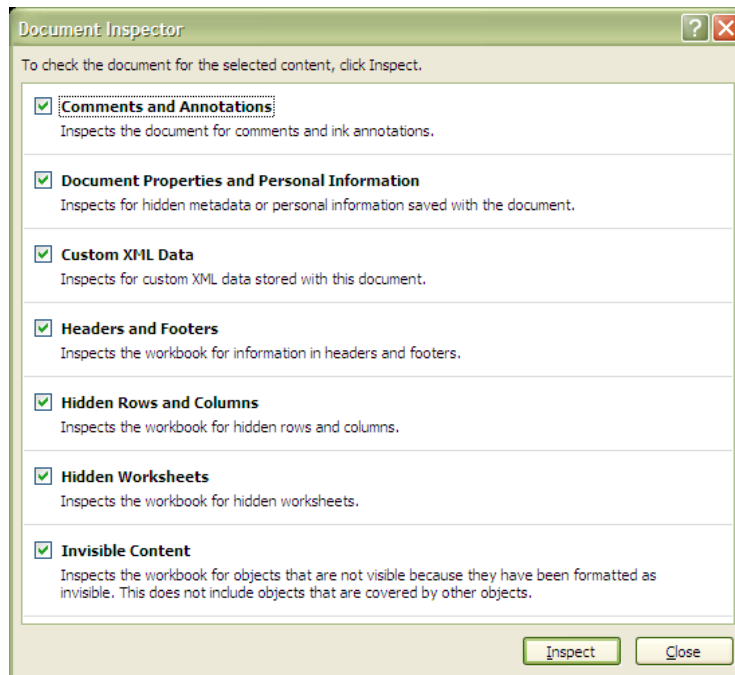 Document Inspector
?
To check the document for the selected content, click Inspect.
Comments and Annotations
Inspects the document for comments and ink annotations.
Document Properties and Personal Information
Inspects for hidden metadata or personal information saved with the document.
Custom XML Data
Inspects for custom XML data stored with this document.
Headers and Footers
Inspects the workbook for information in headers and footers.
Hidden Rows and Columns
Inspects the workbook for hidden rows and columns.
Hidden Worksheets
Inspects the workbook for hidden worksheets.
Invisible Content
Inspects the workbook for objects that are not visible because they have been formatted as
invisible. This does not include objects that are covered by other objects.
Inspect Close